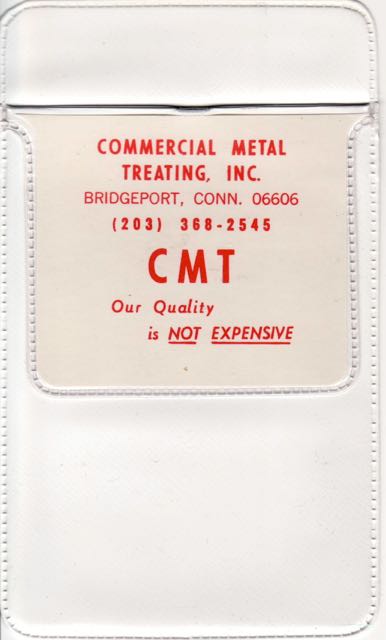 COMMERCIAL METAL
TREATING, INC.
BRIDGEPORT, CONN. 06606
(203) 368-2545
CMT
Our Quality
is NOT EXPENSIVE